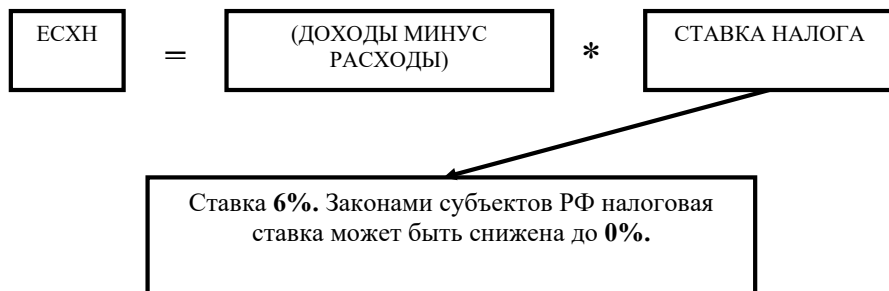 ЕСХН = (ДОХОДЫ МИНУС * СТАВКА НАЛОГА
РАСХОДЫ)
Ставка 6%. Законами субъектов РФ налоговая
ставка может быть снижена до 0%.